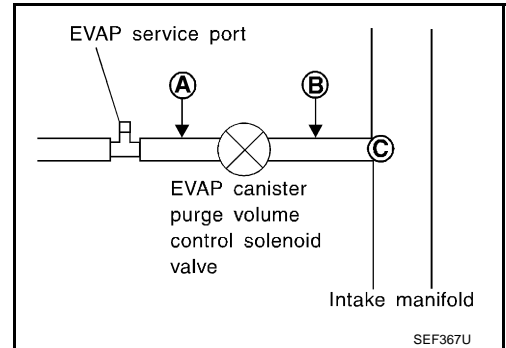 EVAP service port
A
B
C
EVAP canister
purge volume
control solenoid
valve
Intake manifold
SEF367U